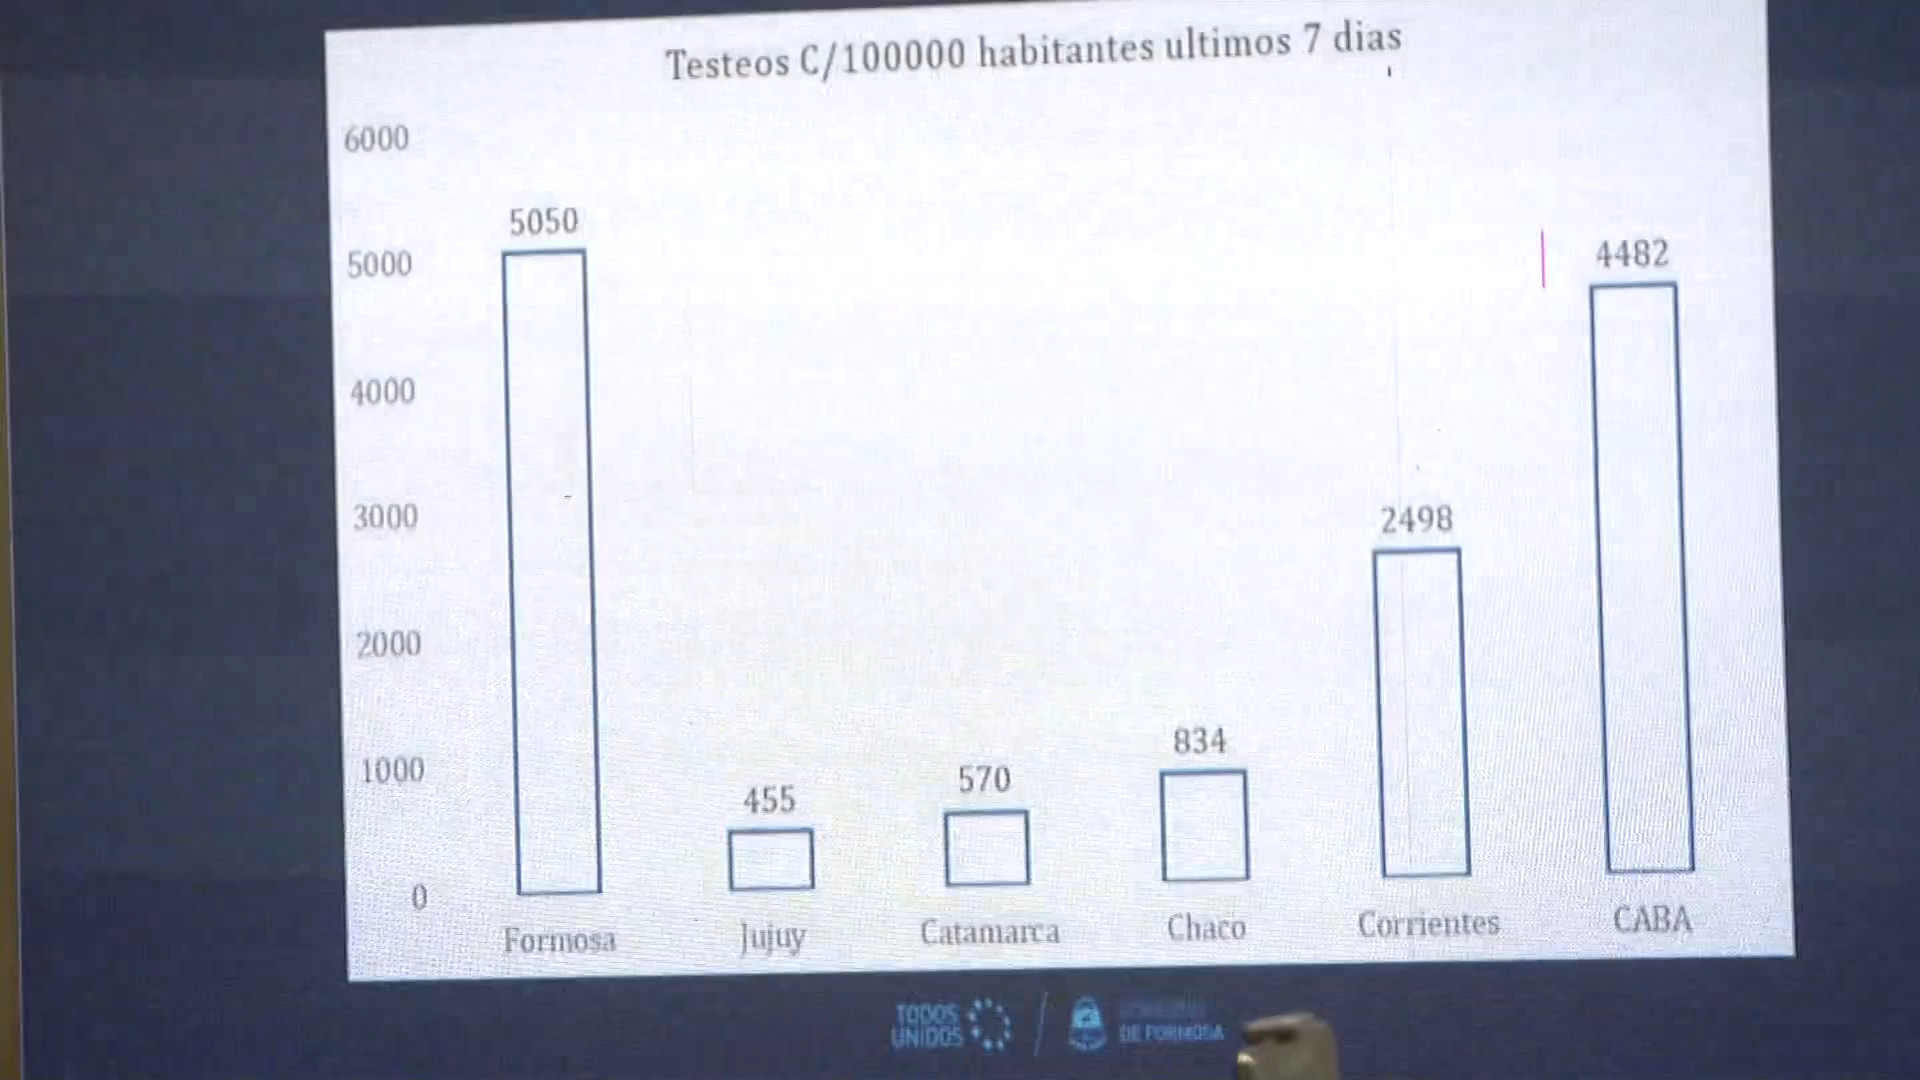 Testeos C/100000 habitantes ultimos 7 dias
6000
5000
4000
3000
2000
1000
0
5050
455
570
834
2498
4482
Formosa
Jujuy
Catamarca
Chaco
Corrientes
CABA
TODOS
UNIDOS
DE FORMOSA